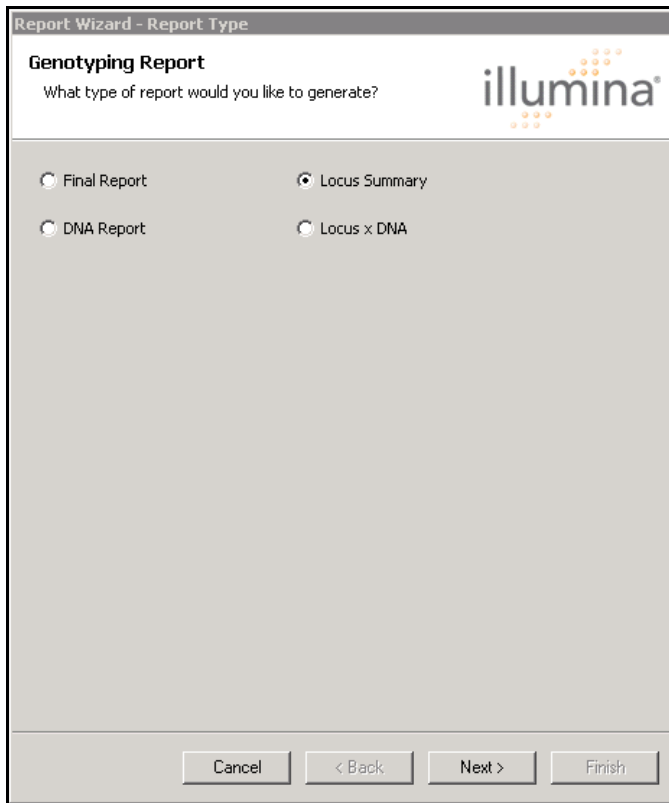 Report Wizard - Report Type
Genotyping Report
What type of report would you like to generate?
illumina®
Final Report
Locus Summary
DNA Report
Locus x DNA
Cancel
< Back
Next >
Finish